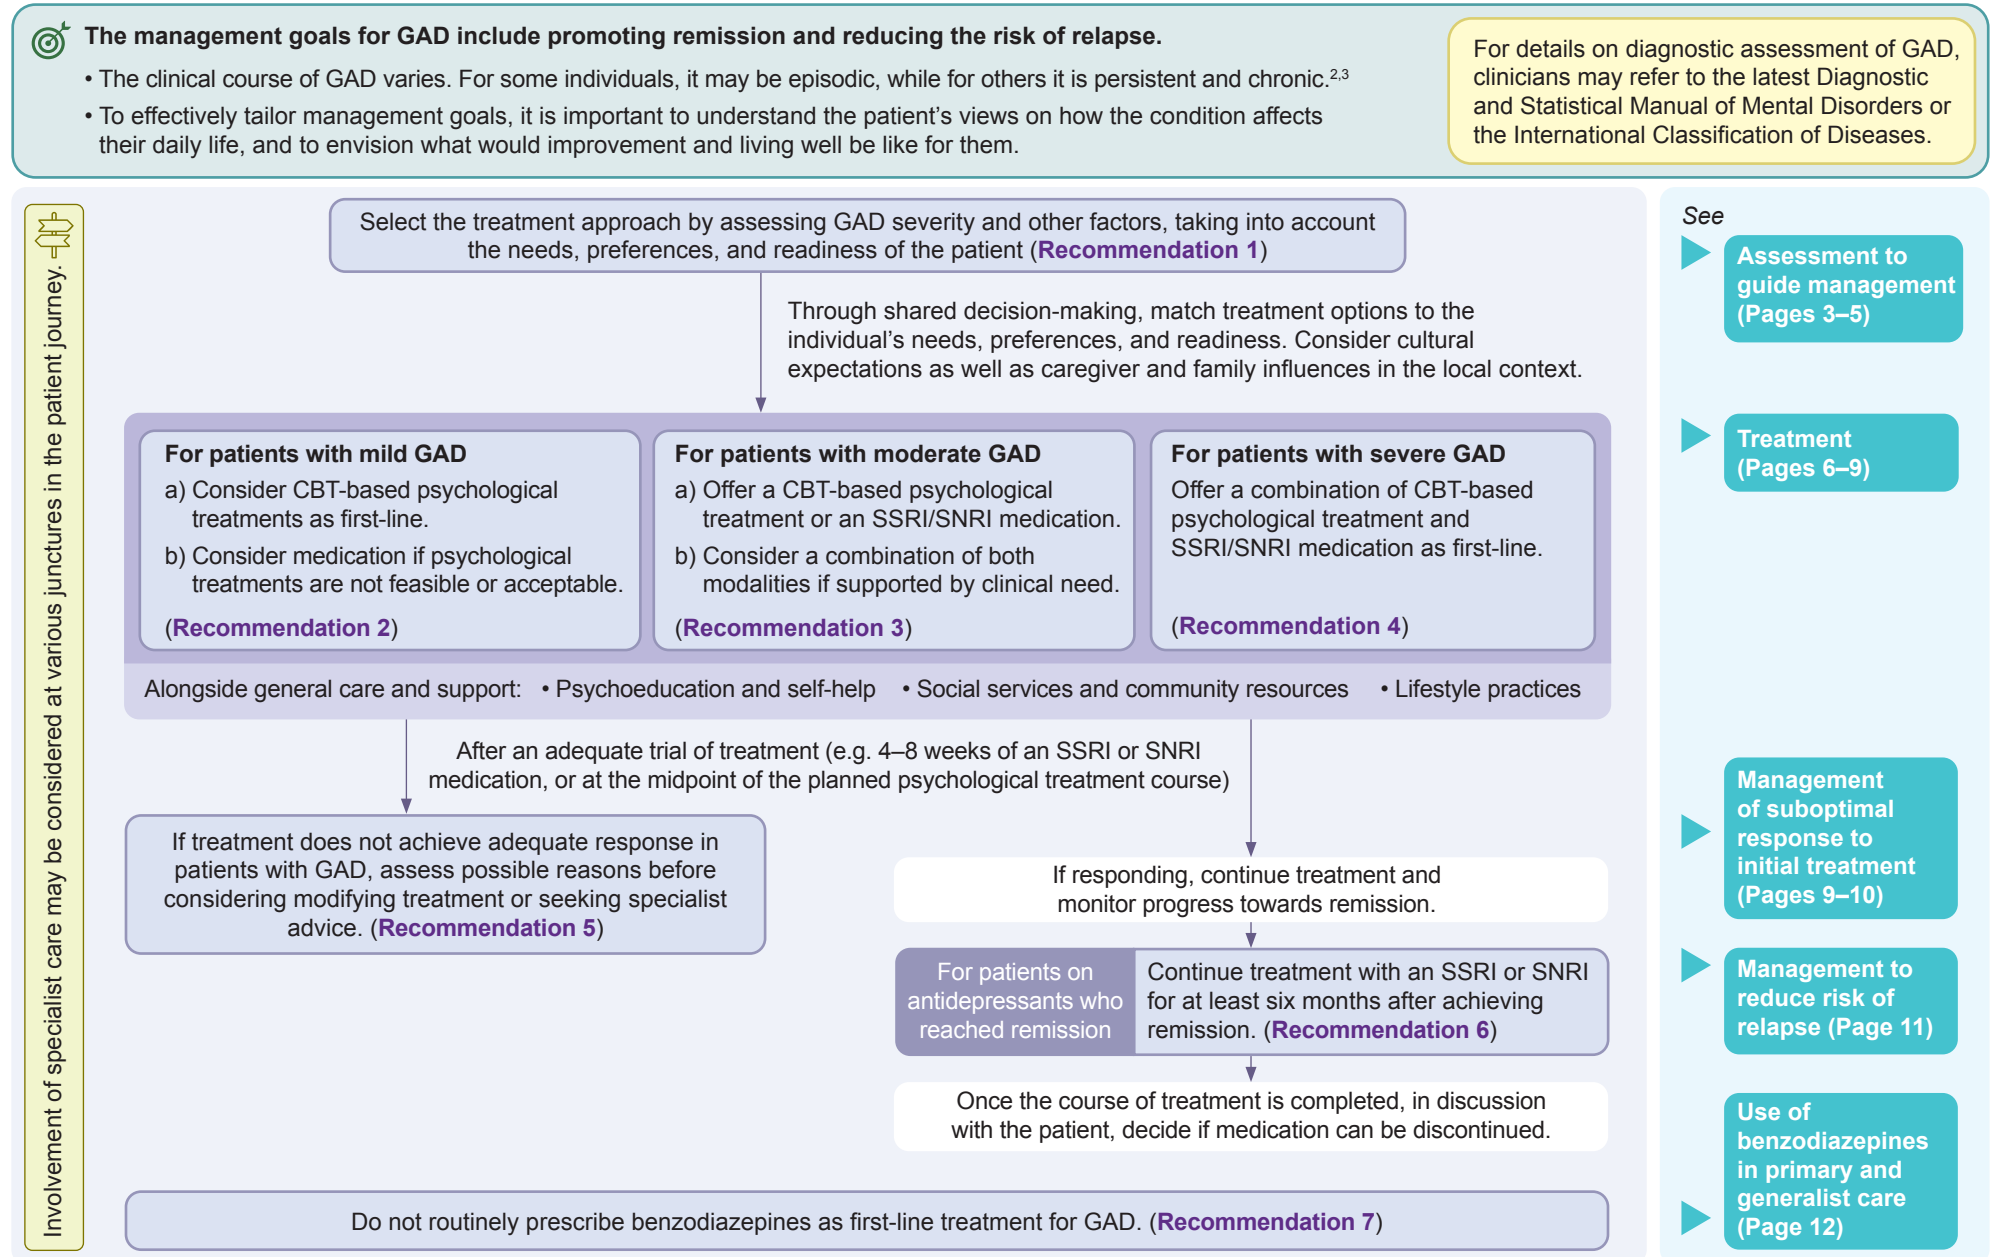 The management goals for GAD include promoting remission and reducing the risk of relapse.
• The clinical course of GAD varies. For some individuals, it may be episodic, while for others it is persistent and chronic.2,3
• To effectively tailor management goals, it is important to understand the patient's views on how the condition affects
their daily life, and to envision what would improvement and living well be like for them.
For details on diagnostic assessment of GAD,
clinicians may refer to the latest Diagnostic
and Statistical Manual of Mental Disorders or
the International Classification of Diseases.
Involvement of specialist care may be considered at various junctures in the patient journey.
Select the treatment approach by assessing GAD severity and other factors, taking into account
the needs, preferences, and readiness of the patient (Recommendation 1)
Through shared decision-making, match treatment options to the
individual's needs, preferences, and readiness. Consider cultural
expectations as well as caregiver and family influences in the local context.
For patients with mild GAD
a) Consider CBT-based psychological
treatments as first-line.
b) Consider medication if psychological
treatments are not feasible or acceptable.
(Recommendation 2)
For patients with moderate GAD
a) Offer a CBT-based psychological
treatment or an SSRI/SNRI medication.
b) Consider a combination of both
modalities if supported by clinical need.
(Recommendation 3)
For patients with severe GAD
Offer a combination of CBT-based
psychological treatment and
SSRI/SNRI medication as first-line.
(Recommendation 4)
Alongside general care and support: • Psychoeducation and self-help • Social services and community resources • Lifestyle practices
After an adequate trial of treatment (e.g. 4–8 weeks of an SSRI or SNRI
medication, or at the midpoint of the planned psychological treatment course)
If treatment does not achieve adequate response in
patients with GAD, assess possible reasons before
considering modifying treatment or seeking specialist
advice. (Recommendation 5)
If responding, continue treatment and
monitor progress towards remission.
For patients on
antidepressants who
reached remission
Continue treatment with an SSRI or SNRI
for at least six months after achieving
remission. (Recommendation 6)
Once the course of treatment is completed, in discussion
with the patient, decide if medication can be discontinued.
Do not routinely prescribe benzodiazepines as first-line treatment for GAD. (Recommendation 7)
See
Assessment to
guide management
(Pages 3–5)
Treatment
(Pages 6–9)
Management
of suboptimal
response to
initial treatment
(Pages 9–10)
Management to
reduce risk of
relapse (Page 11)
Use of
benzodiazepines
in primary and
generalist care
(Page 12)